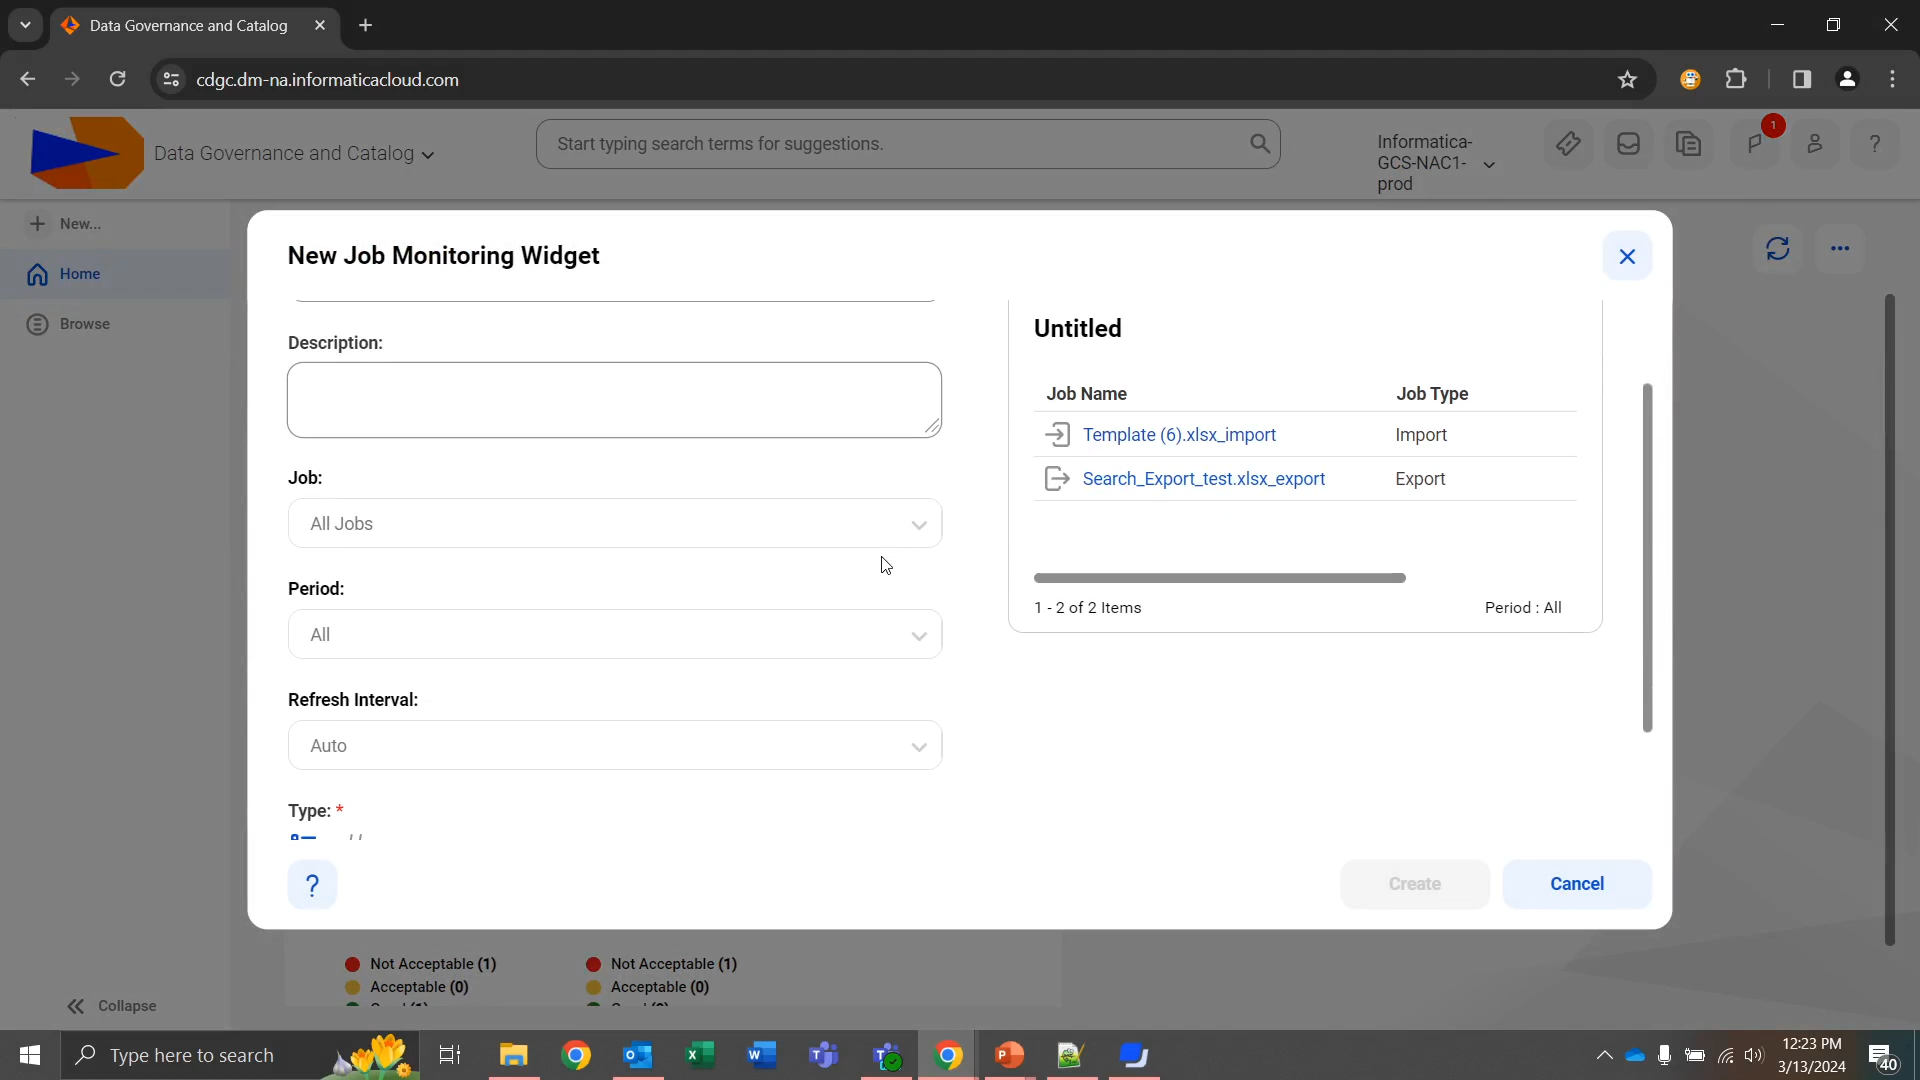 Data Governance and Catalog
cdgc.dm-na.informaticacloud.com
Data Governance and Catalog
Start typing search terms for suggestions.
Informatica-
GCS-NAC1-
prod
1
?
New...
Home
Browse
New Job Monitoring Widget
Description:
Job:
All Jobs
Period:
All
Refresh Interval:
Auto
Type: *
Untitled
Job Name Job Type
Template (6).xlsx_import Import
Search_Export_test.xlsx_export Export
1 - 2 of 2 Items Period : All
?
Create Cancel
Not Acceptable (1) Not Acceptable (1)
Acceptable (0) Acceptable (0)
Collapse
Type here to search
12:23 PM
3/13/2024
40